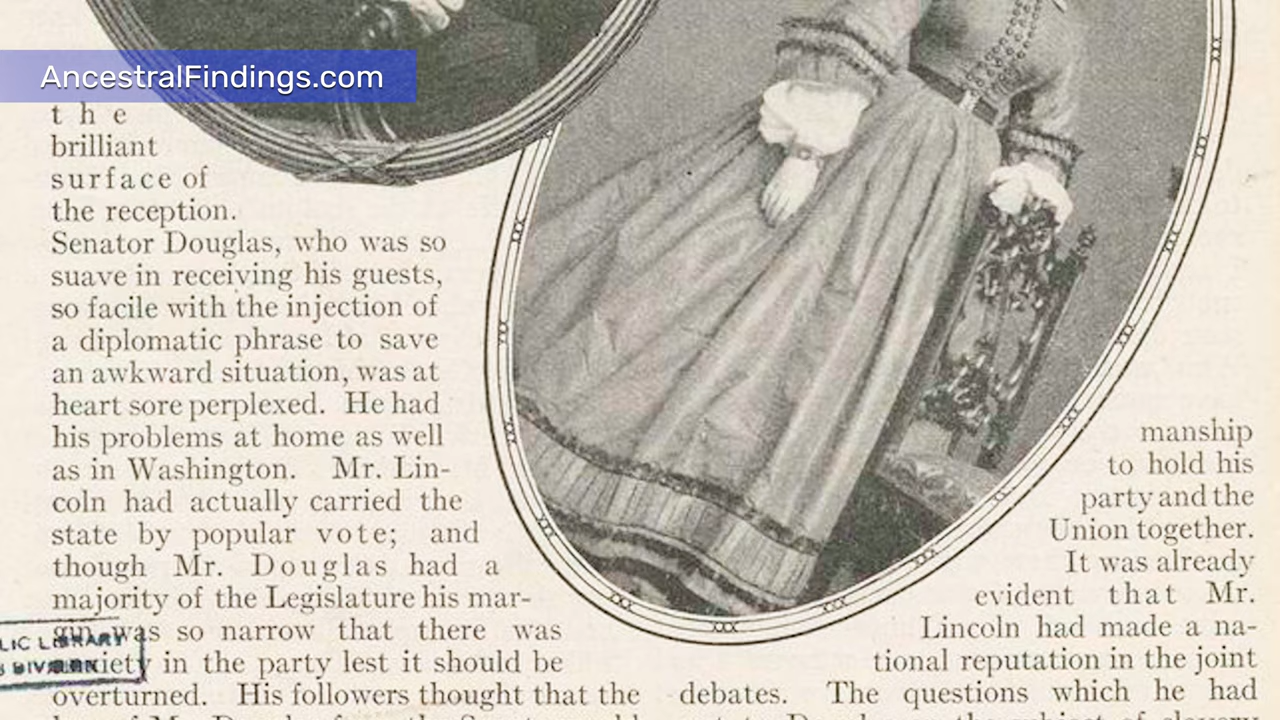 AncestralFindings.com
the
brilliant
surface of
the reception.
Senator Douglas, who was so
suave in receiving his guests,
so facile with the injection of
a diplomatic phrase to save
an awkward situation, was at
heart sore perplexed. He had
his problems at home as well
as in Washington. Mr. Lin-
coln had actually carried the
state by popular vote; and
though Mr. Douglas had a
majority of the Legislature his mar-
gin was so narrow that there was
anxiety in the party lest it should be
overturned. His followers thought that the
LIC LIBRARY
DIVISION
manship
to hold his
party and the
Union together.
It was already
evident that Mr.
Lincoln had made a na-
tional reputation in the joint
debates. The questions which he had